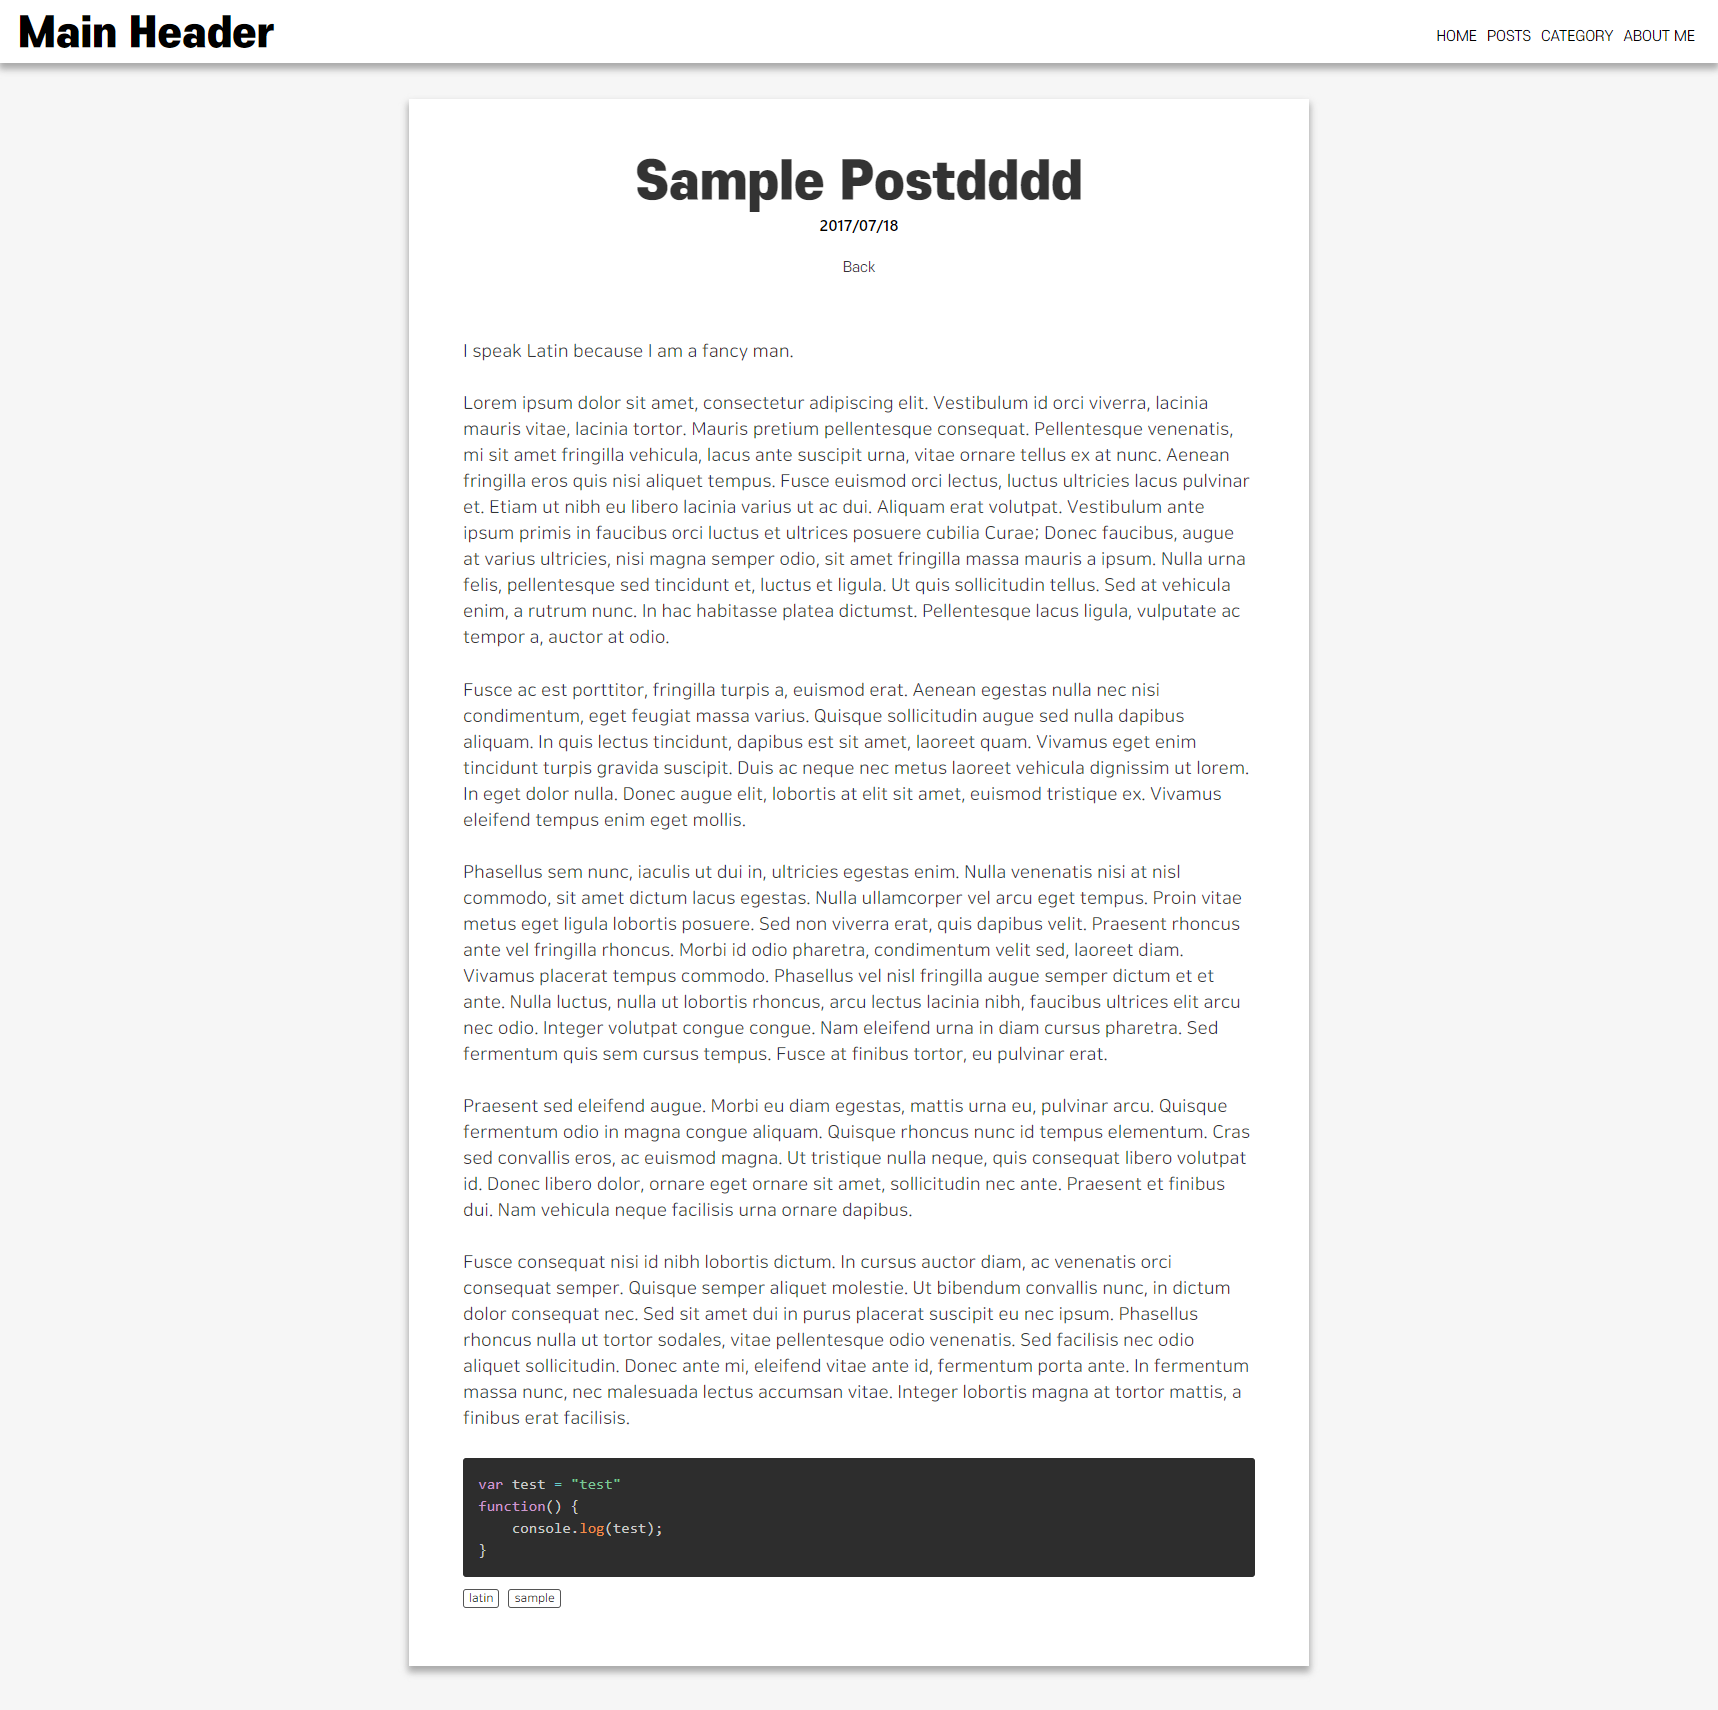 Main Header
HOME POSTS CATEGORY ABOUT ME
Sample Postdddd
2017/07/18
Back
I speak Latin because I am a fancy man.
Lorem ipsum dolor sit amet, consectetur adipiscing elit. Vestibulum id orci viverra, lacinia
mauris vitae, lacinia tortor. Mauris pretium pellentesque consequat. Pellentesque venenatis,
mi sit amet fringilla vehicula, lacus ante suscipit urna, vitae ornare tellus ex at nunc. Aenean
fringilla eros quis nisi aliquet tempus. Fusce euismod orci lectus, luctus ultricies lacus pulvinar
et. Etiam ut nibh eu libero lacinia varius ut ac dui. Aliquam erat volutpat. Vestibulum ante
ipsum primis in faucibus orci luctus et ultrices posuere cubilia Curae; Donec faucibus, augue
at varius ultricies, nisi magna semper odio, sit amet fringilla massa mauris a ipsum. Nulla urna
felis, pellentesque sed tincidunt et, luctus et ligula. Ut quis sollicitudin tellus. Sed at vehicula
enim, a rutrum nunc. In hac habitasse platea dictumst. Pellentesque lacus ligula, vulputate ac
tempor a, auctor at odio.
Fusce ac est porttitor, fringilla turpis a, euismod erat. Aenean egestas nulla nec nisi
condimentum, eget feugiat massa varius. Quisque sollicitudin augue sed nulla dapibus
aliquam. In quis lectus tincidunt, dapibus est sit amet, laoreet quam. Vivamus eget enim
tincidunt turpis gravida suscipit. Duis ac neque nec metus laoreet vehicula dignissim ut lorem.
In eget dolor nulla. Donec augue elit, lobortis at elit sit amet, euismod tristique ex. Vivamus
eleifend tempus enim eget mollis.
Phasellus sem nunc, iaculis ut dui in, ultricies egestas enim. Nulla venenatis nisi at nisl
commodo, sit amet dictum lacus egestas. Nulla ullamcorper vel arcu eget tempus. Proin vitae
metus eget ligula lobortis posuere. Sed non viverra erat, quis dapibus velit. Praesent rhoncus
ante vel fringilla rhoncus. Morbi id odio pharetra, condimentum velit sed, laoreet diam.
Vivamus placerat tempus commodo. Phasellus vel nisl fringilla augue semper dictum et et
ante. Nulla luctus, nulla ut lobortis rhoncus, arcu lectus lacinia nibh, faucibus ultrices elit arcu
nec odio. Integer volutpat congue congue. Nam eleifend urna in diam cursus pharetra. Sed
fermentum quis sem cursus tempus. Fusce at finibus tortor, eu pulvinar erat.
Praesent sed eleifend augue. Morbi eu diam egestas, mattis urna eu, pulvinar arcu. Quisque
fermentum odio in magna congue aliquam. Quisque rhoncus nunc id tempus elementum. Cras
sed convallis eros, ac euismod magna. Ut tristique nulla neque, quis consequat libero volutpat
id. Donec libero dolor, ornare eget ornare sit amet, sollicitudin nec ante. Praesent et finibus
dui. Nam vehicula neque facilisis urna ornare dapibus.
Fusce consequat nisi id nibh lobortis dictum. In cursus auctor diam, ac venenatis orci
consequat semper. Quisque semper aliquet molestie. Ut bibendum convallis nunc, in dictum
dolor consequat nec. Sed sit amet dui in purus placerat suscipit eu nec ipsum. Phasellus
rhoncus nulla ut tortor sodales, vitae pellentesque odio venenatis. Sed facilisis nec odio
aliquet sollicitudin. Donec ante mi, eleifend vitae ante id, fermentum porta ante. In fermentum
massa nunc, nec malesuada lectus accumsan vitae. Integer lobortis magna at tortor mattis, a
finibus erat facilisis.
var test = "test"
function() {
    console.log(test);
}
latin sample